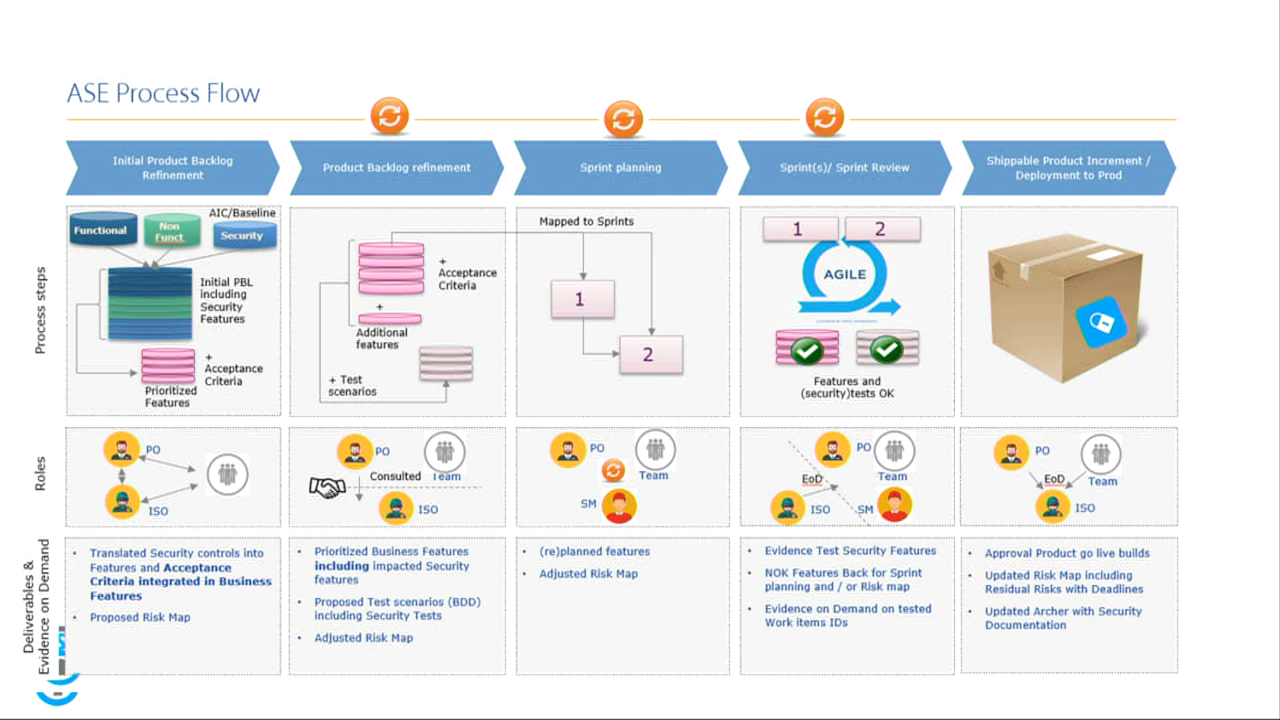 ASE Process Flow
Initial Product Backlog
Refinement
Product Backlog refinement
Sprint planning
Sprint(s)/ Sprint Review
Shippable Product Increment /
Deployment to Prod
Process steps
AIC/Baseline
Functional
Non
Funct.
Security
Initial PBL
including
Security
Features
+
Acceptance
Criteria
Prioritized
Features
+
Acceptance
Criteria
+
Additional
features
+ Test
scenarios
Mapped to Sprints
1
2
1
2
AGILE
Features and
(security)tests OK
Roles
PO
ISO
PO
Consulted
Team
ISO
PO
Team
SM
PO
Team
EoD
ISO
SM
PO
EoD
Team
ISO
Deliverables &
Evidence on Demand
• Translated Security controls into
Features and Acceptance
Criteria integrated in Business
Features
• Proposed Risk Map
• Prioritized Business Features
including impacted Security
features
• Proposed Test scenarios (BDD)
including Security Tests
• Adjusted Risk Map
• (re)planned features
• Adjusted Risk Map
• Evidence Test Security Features
• NOK Features Back for Sprint
planning and / or Risk map
• Evidence on Demand on tested
Work items IDs
• Approval Product go live builds
• Updated Risk Map including
Residual Risks with Deadlines
• Updated Archer with Security
Documentation